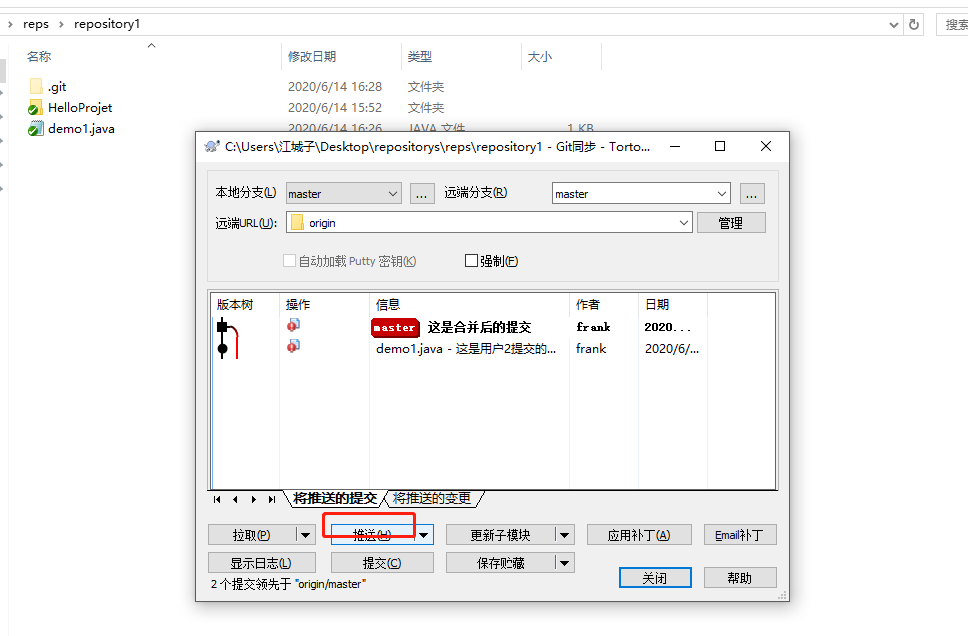 reps repository1 搜索
名称 修改日期 类型 大小
.git 2020/6/14 16:28 文件夹
HelloProjet 2020/6/14 15:52 文件夹
demo1.java 2020/6/14 16:26 JAVA 文件 1 KB
C:\Users\江城子\Desktop\repositorys\reps\repository1 - Git同步 - Torto...
本地分支(L) master ... 远端分支(R) master ...
远端URL(U): origin 管理
自动加载 Putty 密钥(K) 强制(F)
版本树 操作 信息 作者 日期
master 这是合并后的提交 frank 2020...
demo1.java - 这是用户2提交的... frank 2020/6/...
将推送的提交 将推送的变更
拉取(P) 推送(H) 更新子模块 应用补丁(A) Email补丁
显示日志(L) 提交(C) 保存贮藏
关闭 帮助
2 个提交领先于 "origin/master"